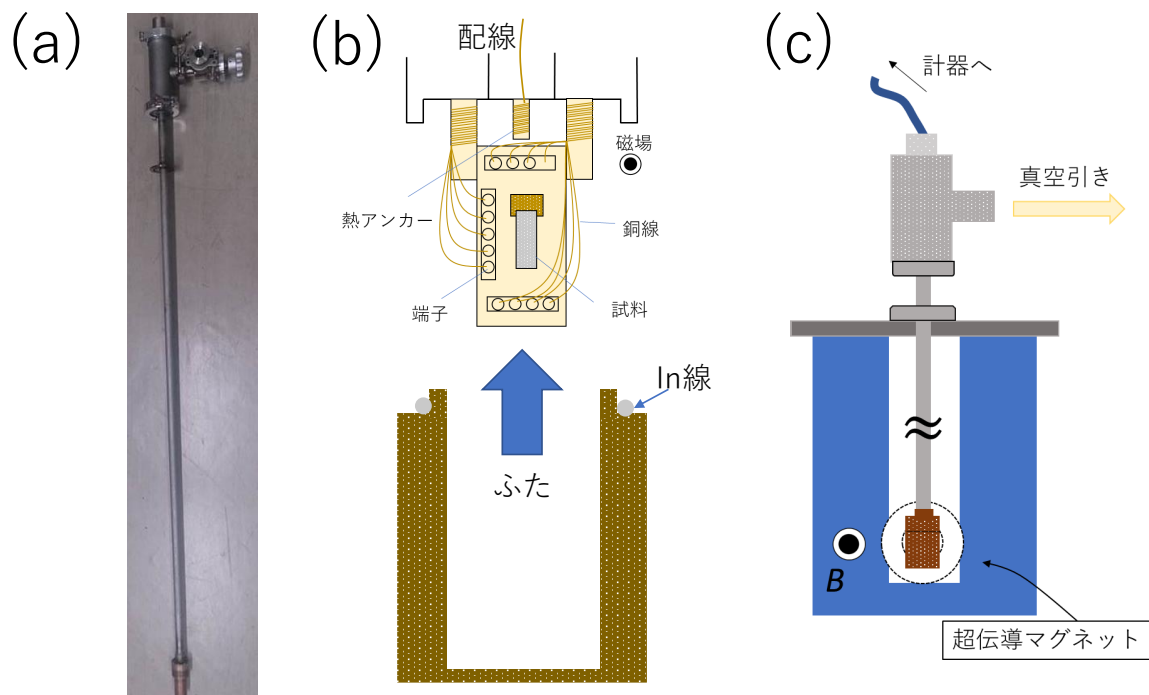 (a)
(b)
(c)
配線
磁場
熱アンカー
銅線
端子
試料
In線
ふた
計器へ
真空引き
B
超伝導マグネット